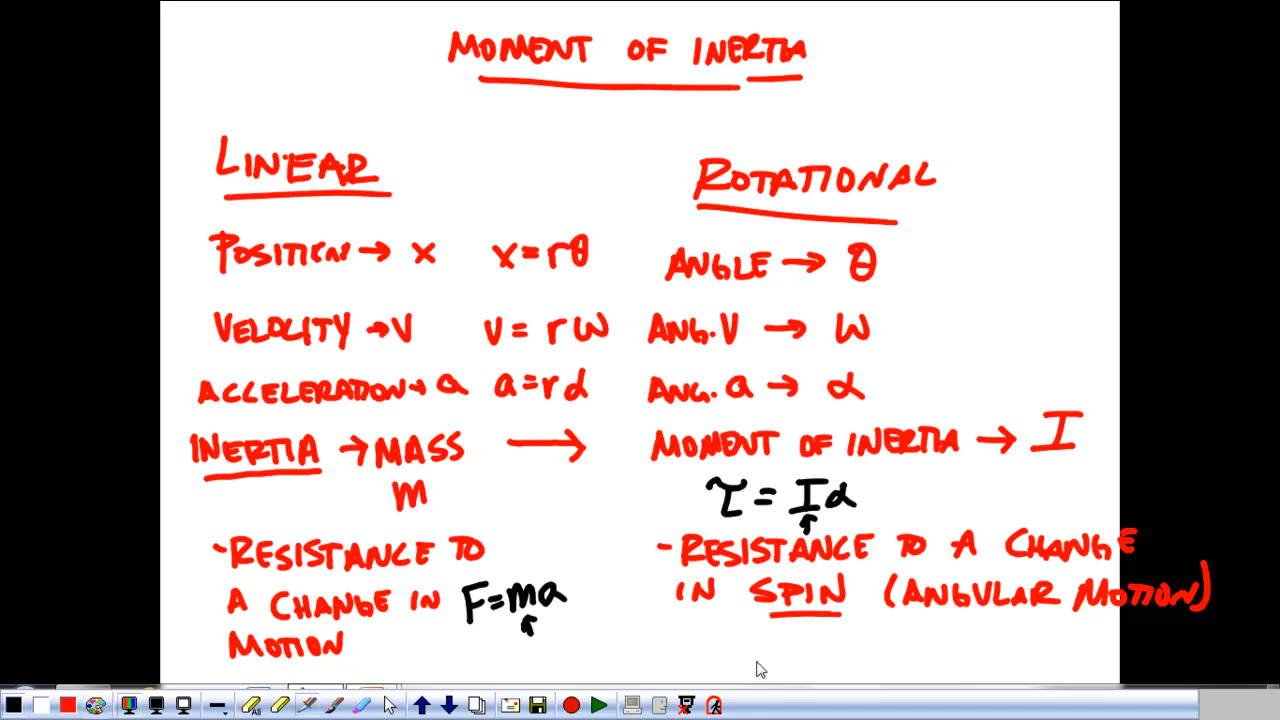 MOMENT OF INERTIA
LINEAR
ROTATIONAL
POSITION → x x = rθ
ANGLE → θ
VELOCITY → V V = rω
ANG. V → ω
ACCELERATION → a a = rα
ANG. a → α
INERTIA → MASS →
m
MOMENT OF INERTIA → I
τ = Iα
- RESISTANCE TO
A CHANGE IN F = ma
MOTION
- RESISTANCE TO A CHANGE
IN SPIN (ANGULAR MOTION)
All